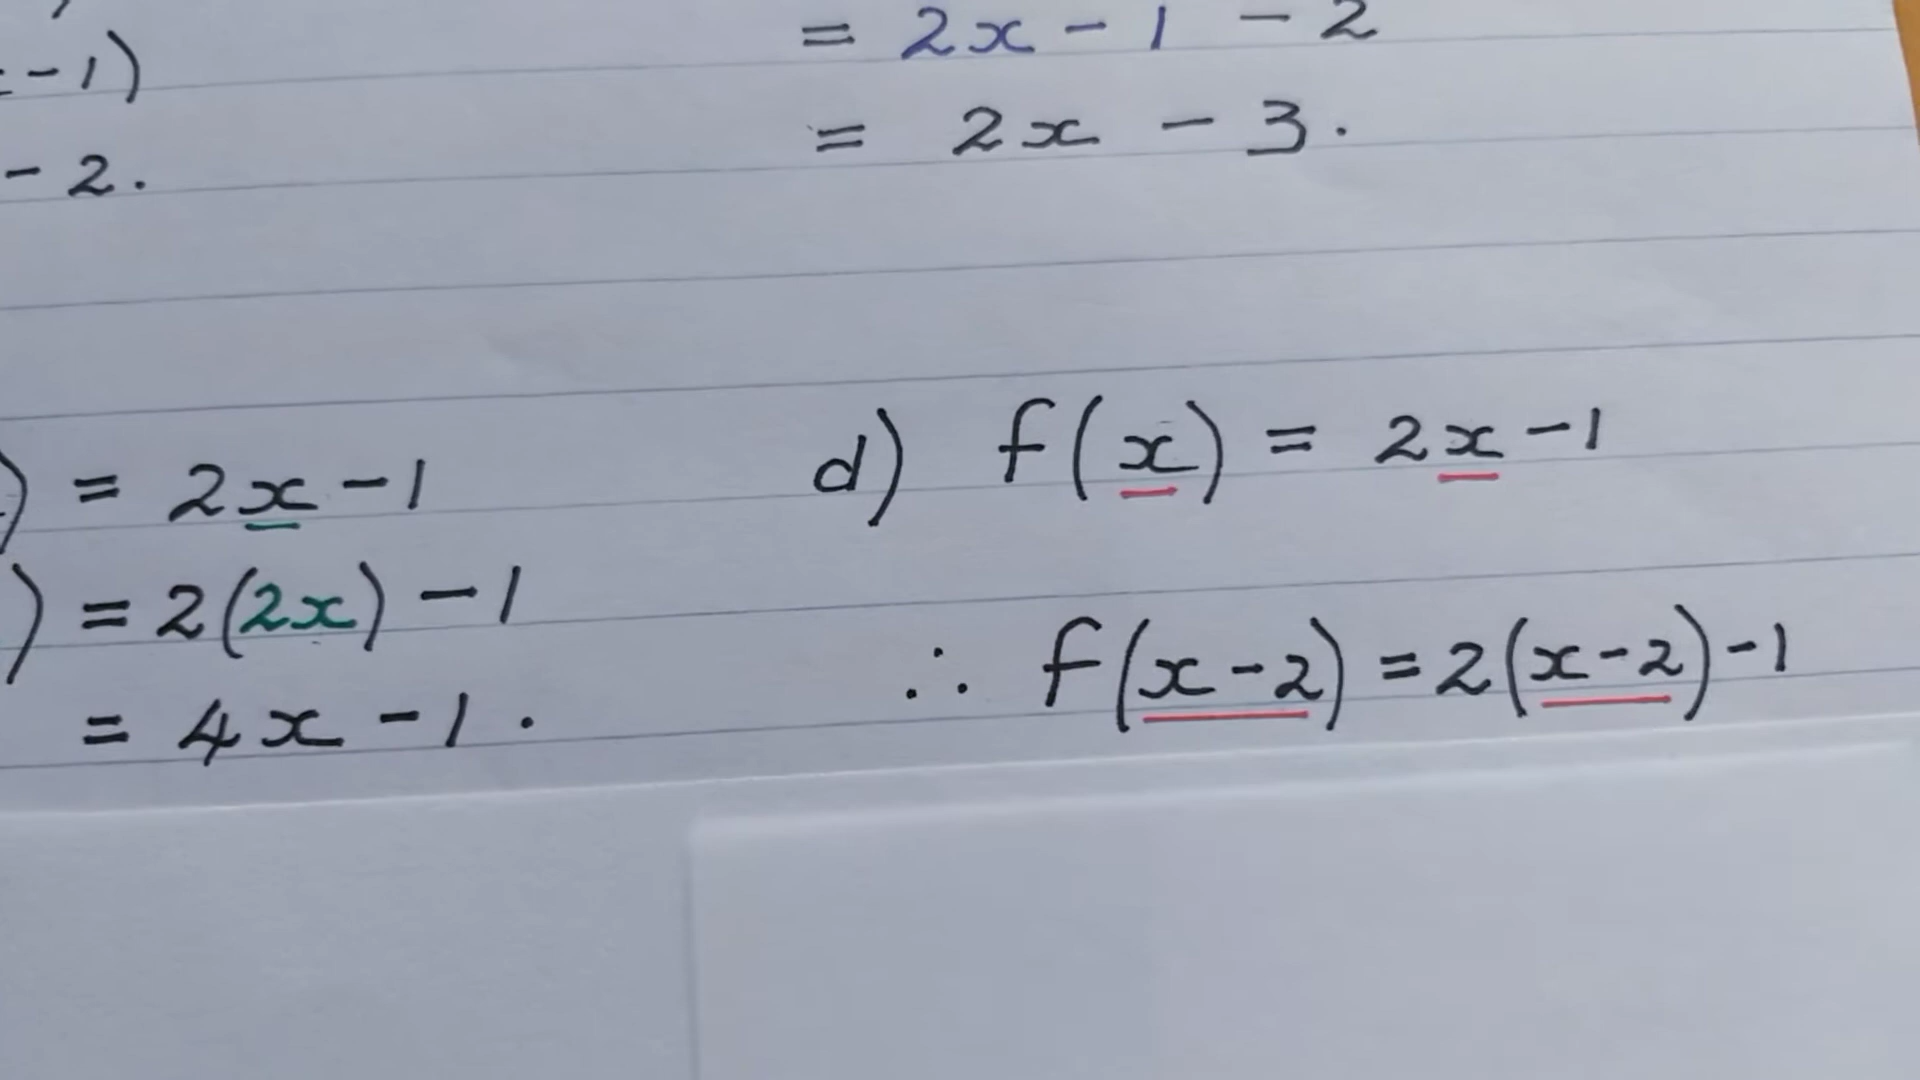 - 1)
- 2.
= 2x - 1 - 2
= 2x - 3.
) = 2x - 1
) = 2(2x) - 1
= 4x - 1.
d) f(x) = 2x - 1
∴ f(x - 2) = 2(x - 2) - 1